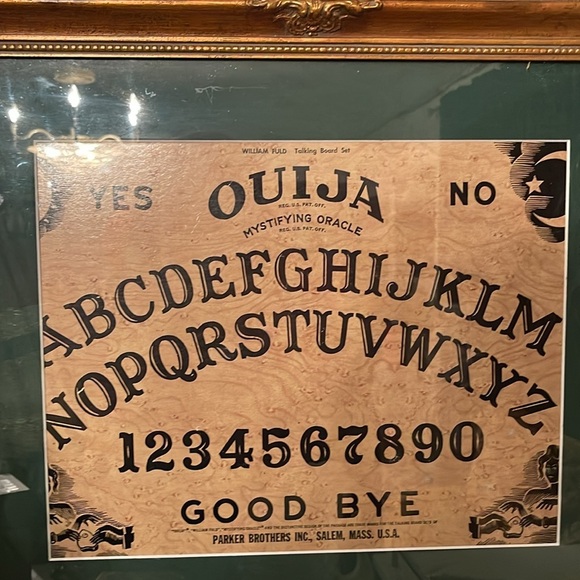 WILLIAM FULD Talking Board Set
YES OUIJA NO
REG. U.S. PAT. OFF.
MYSTIFYING ORACLE
REG. U.S. PAT. OFF.
ABCDEFGHIJKLM
NOPQRSTUVWXYZ
1234567890
GOOD BYE
PARKER BROTHERS INC., SALEM, MASS. U.S.A.